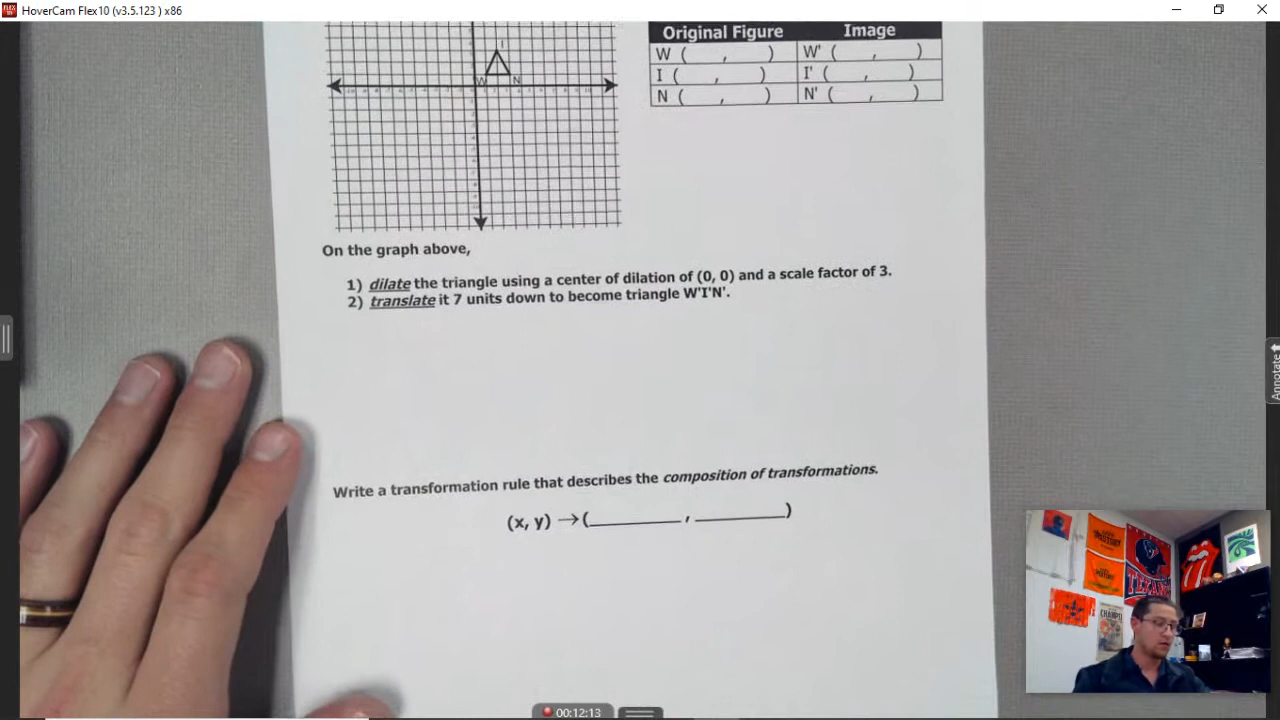 HoverCam Flex10 (v3.5.123 ) x86
I
W N
Original Figure Image
W ( , ) W' ( , )
I ( , ) I' ( , )
N ( , ) N' ( , )
On the graph above,
1) dilate the triangle using a center of dilation of (0, 0) and a scale factor of 3.
2) translate it 7 units down to become triangle W'I'N'.
Write a transformation rule that describes the composition of transformations.
(x, y) →(________ , ________)
Annotate
TEXANS
00:12:13